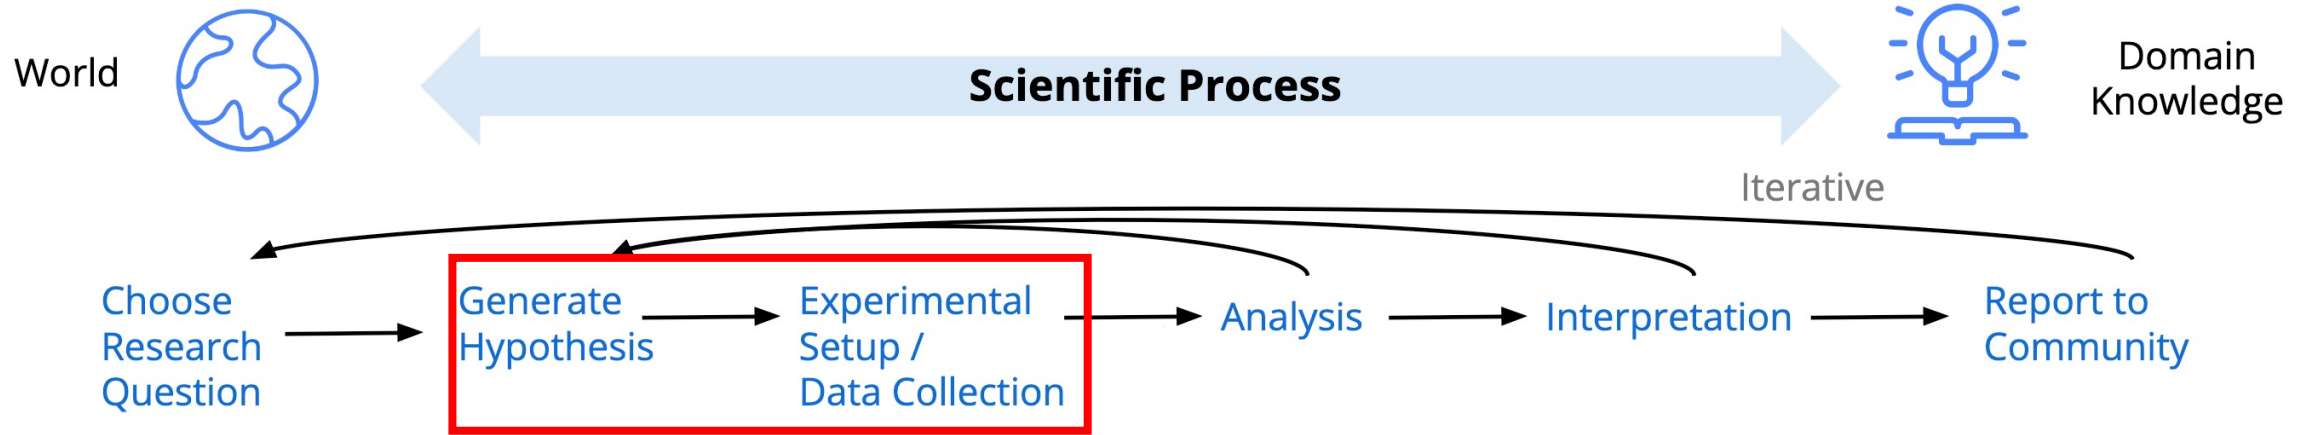 World
Scientific Process
Domain
Knowledge
Iterative
Choose
Research
Question
Generate
Hypothesis
Experimental
Setup /
Data Collection
Analysis
Interpretation
Report to
Community